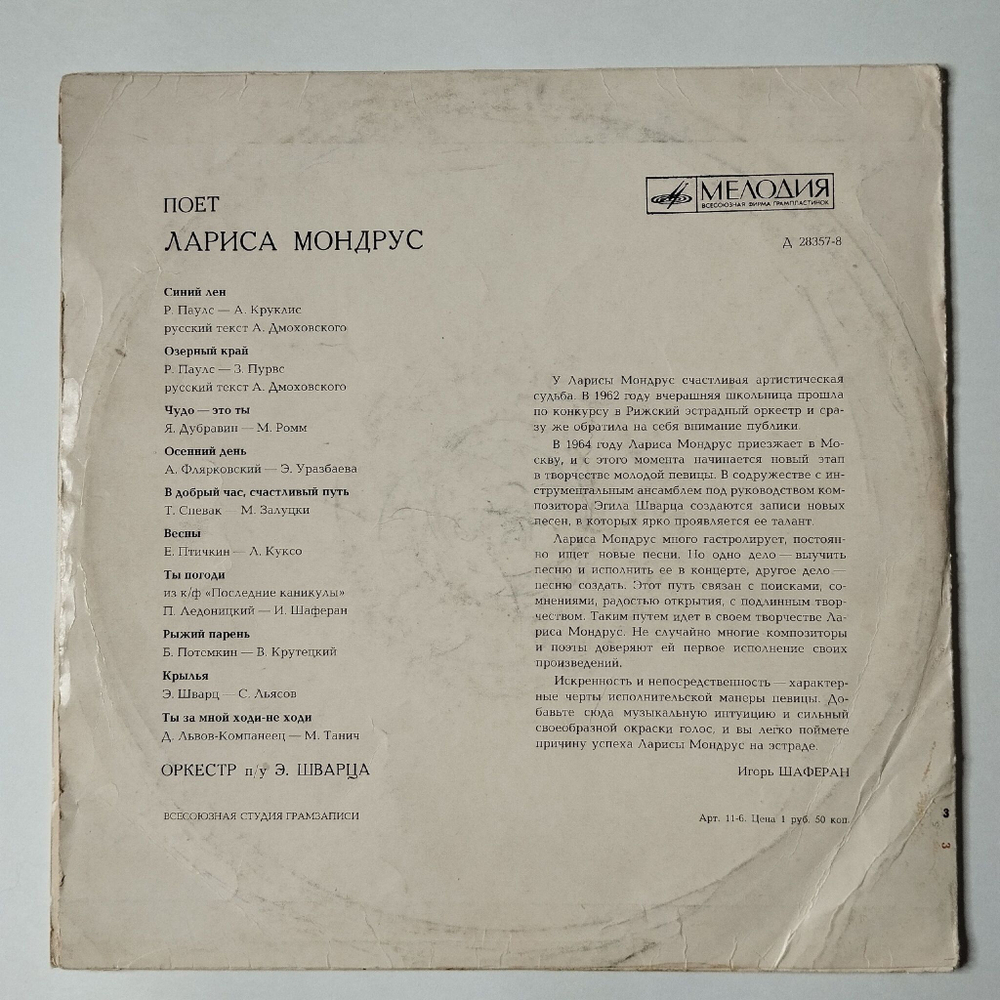 ПОЕТ
ЛАРИСА МОНДРУС
МЕЛОДИЯ
ВСЕСОЮЗНАЯ ФИРМА ГРАМПЛАСТИНОК
Д 28357-8
Синий лен
Р. Паулс — А. Круклис
русский текст А. Дмоховского
Озерный край
Р. Паулс — З. Пурвс
русский текст А. Дмоховского
Чудо — это ты
Я. Дубравин — М. Ромм
Осенний день
А. Флярковский — Э. Уразбаева
В добрый час, счастливый путь
Т. Спевак — М. Залуцки
Весны
Е. Птичкин — Л. Куксо
Ты погоди
из к/ф «Последние каникулы»
П. Аедоницкий — И. Шаферан
Рыжий парень
Б. Потемкин — В. Крутецкий
Крылья
Э. Шварц — С. Льясов
Ты за мной ходи-не ходи
Д. Львов-Компанеец — М. Танич
ОРКЕСТР п/у Э. ШВАРЦА
ВСЕСОЮЗНАЯ СТУДИЯ ГРАМЗАПИСИ
У Ларисы Мондрус счастливая артистическая
судьба. В 1962 году вчерашняя школьница прошла
по конкурсу в Рижский эстрадный оркестр и сра-
зу же обратила на себя внимание публики.
В 1964 году Лариса Мондрус приезжает в Мо-
скву, и с этого момента начинается новый этап
в творчестве молодой певицы. В содружестве с ин-
струментальным ансамблем под руководством ком-
позитора Эгила Шварца создаются записи новых
песен, в которых ярко проявляется ее талант.
Лариса Мондрус много гастролирует, постоян-
но ищет новые песни. Но одно дело — выучить
песню и исполнить ее в концерте, другое дело —
песню создать. Этот путь связан с поисками, со-
мнениями, радостью открытия, с подлинным твор-
чеством. Таким путем идет в своем творчестве Ла-
риса Мондрус. Не случайно многие композиторы
и поэты доверяют ей первое исполнение своих
произведений.
Искренность и непосредственность — характер-
ные черты исполнительской манеры певицы. До-
бавьте сюда музыкальную интуицию и сильный
своеобразной окраски голос, и вы легко поймете
причину успеха Ларисы Мондрус на эстраде.
Игорь ШАФЕРАН
Арт. 11-6. Цена 1 руб. 50 коп.
3
3